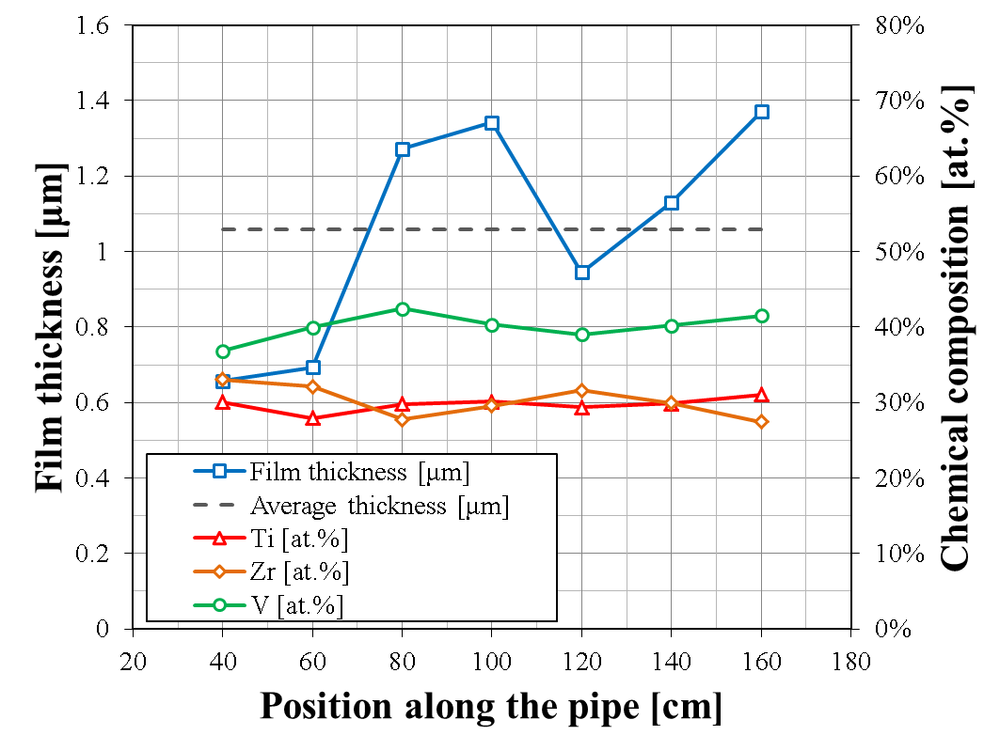 1.6
1.4
1.2
1
0.8
0.6
0.4
0.2
0
Film thickness [µm]
80%
70%
60%
50%
40%
30%
20%
10%
0%
Chemical composition [at.%]
Film thickness [µm]
Average thickness [µm]
Ti [at.%]
Zr [at.%]
V [at.%]
20 40 60 80 100 120 140 160 180
Position along the pipe [cm]